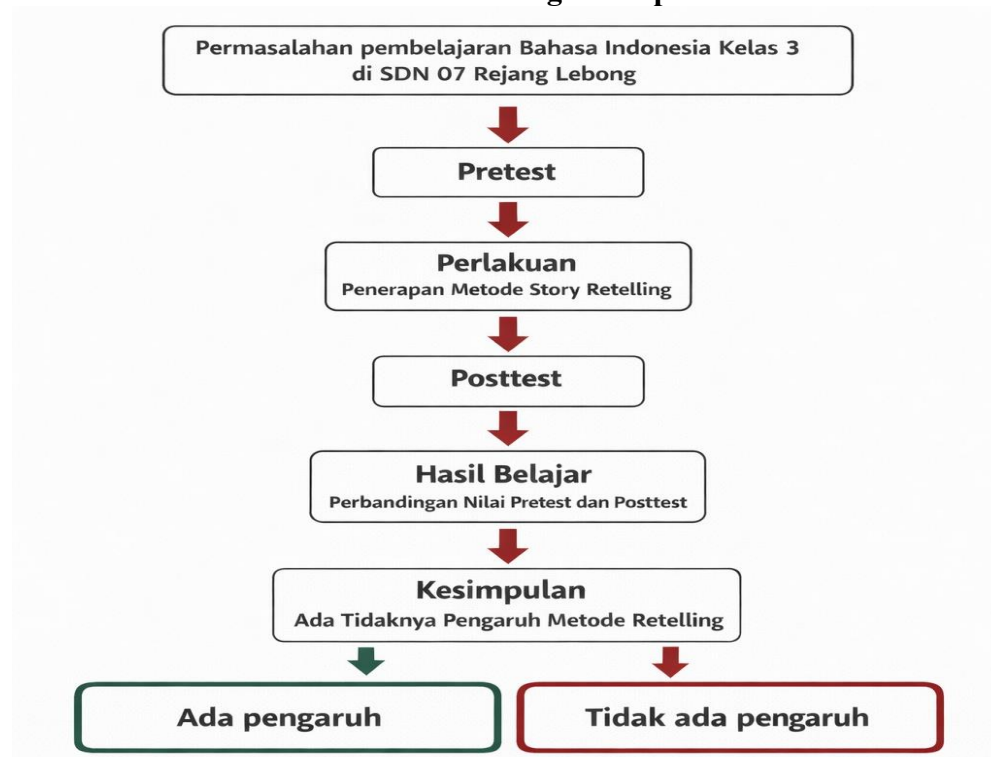 Permasalahan pembelajaran Bahasa Indonesia Kelas 3
di SDN 07 Rejang Lebong
Pretest
Perlakuan
Penerapan Metode Story Retelling
Posttest
Hasil Belajar
Perbandingan Nilai Pretest dan Posttest
Kesimpulan
Ada Tidaknya Pengaruh Metode Retelling
Ada pengaruh
Tidak ada pengaruh